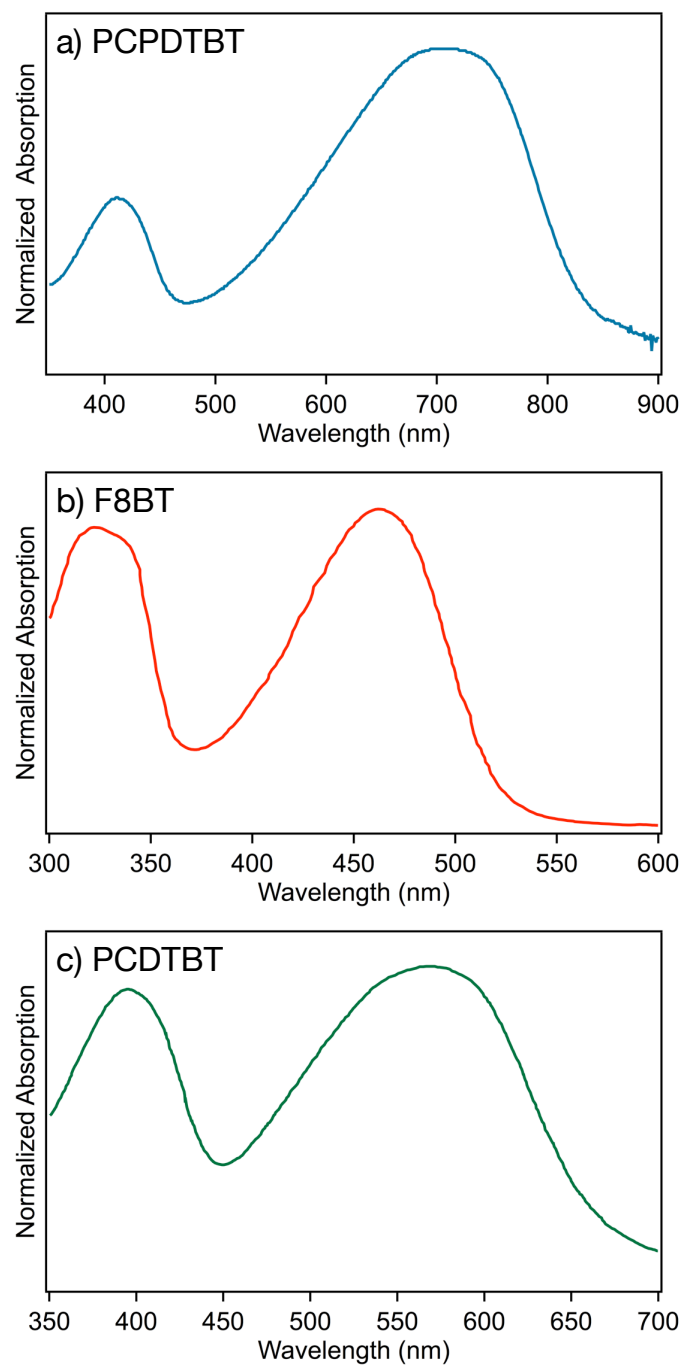 a) PCPDTBT
Normalized Absorption
400 500 600 700 800 900
Wavelength (nm)
b) F8BT
Normalized Absorption
300 350 400 450 500 550 600
Wavelength (nm)
c) PCDTBT
Normalized Absorption
350 400 450 500 550 600 650 700
Wavelength (nm)